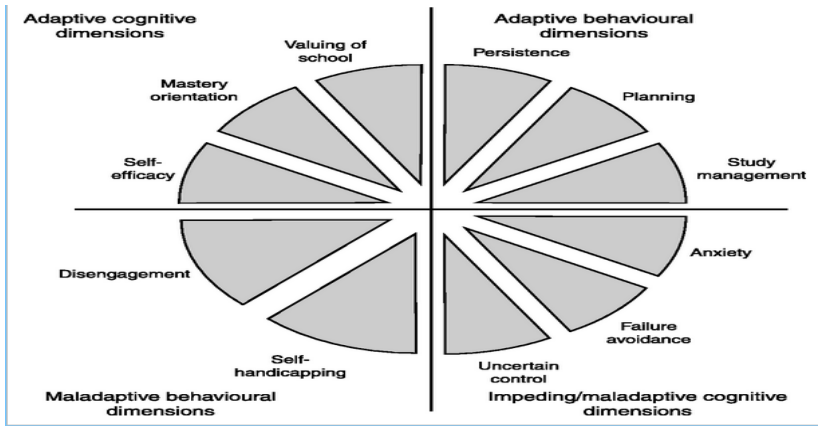 Adaptive cognitive
dimensions
Adaptive behavioural
dimensions
Valuing of
school
Persistence
Mastery
orientation
Planning
Self-
efficacy
Study
management
Disengagement
Anxiety
Self-
handicapping
Failure
avoidance
Uncertain
control
Maladaptive behavioural
dimensions
Impeding/maladaptive cognitive
dimensions